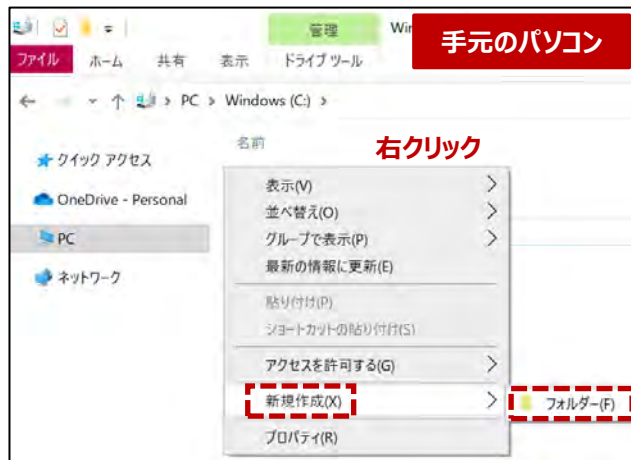 管理
Wi
手元のパソコン
ファイル ホーム 共有 表示 ドライブ ツール
PC > Windows (C:) >
名前
右クリック
クイック アクセス
OneDrive - Personal
PC
ネットワーク
表示(V)
並べ替え(O)
グループで表示(P)
最新の情報に更新(E)
貼り付け(P)
ショートカットの貼り付け(S)
アクセスを許可する(G)
新規作成(X)
フォルダー(F)
プロパティ(R)